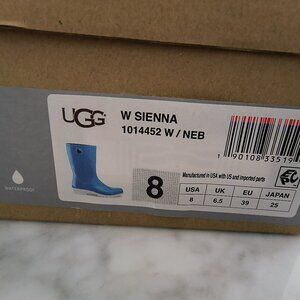 UGG
W SIENNA
1014452 W / NEB
8
Manufactured in USA with US and imported parts
USA UK EU JAPAN
8 6.5 39 25
WATERPROOF